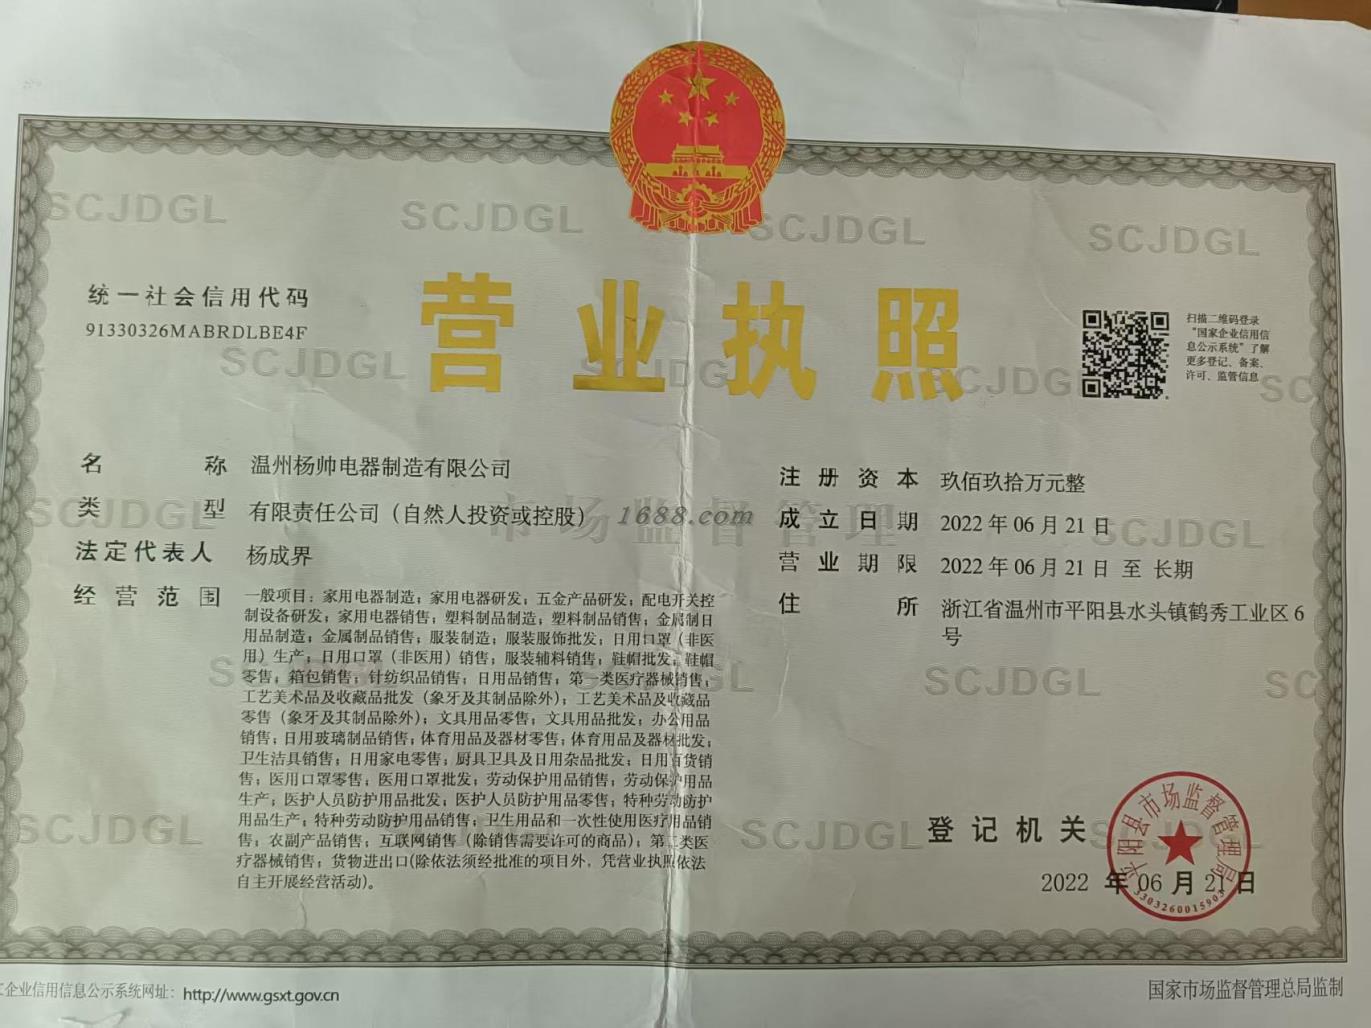 SCJDGL SCJDGL SCJDGL SCJDGL
统一社会信用代码
91330326MABRDLBE4F
营业执照
扫描二维码登录
“国家企业信用信
息公示系统”了解
更多登记、备案、
许可、监管信息
名称 温州杨帅电器制造有限公司
类型 有限责任公司（自然人投资或控股）
法定代表人 杨成界
经营范围 一般项目：家用电器制造；家用电器研发；五金产品研发；配电开关控
制设备研发；家用电器销售；塑料制品制造；塑料制品销售；金属制日
用品制造；金属制品销售；服装制造；服装服饰批发；日用口罩（非医
用）生产；日用口罩（非医用）销售；服装辅料销售；鞋帽批发；鞋帽
零售；箱包销售；针纺织品销售；日用品销售；第一类医疗器械销售；
工艺美术品及收藏品批发（象牙及其制品除外）；工艺美术品及收藏品
零售（象牙及其制品除外）；文具用品零售；文具用品批发；办公用品
销售；日用玻璃制品销售；体育用品及器材零售；体育用品及器材批发；
卫生洁具销售；日用家电零售；厨具卫具及日用杂品批发；日用百货销
售；医用口罩零售；医用口罩批发；劳动保护用品销售；劳动保护用品
生产；医护人员防护用品批发；医护人员防护用品零售；特种劳动防护
用品生产；特种劳动防护用品销售；卫生用品和一次性使用医疗用品销
售；农副产品销售；互联网销售（除销售需要许可的商品）；第二类医
疗器械销售；货物进出口(除依法须经批准的项目外，凭营业执照依法
自主开展经营活动)。
注册资本 玖佰玖拾万元整
成立日期 2022年06月21日
营业期限 2022年06月21日 至 长期
住所 浙江省温州市平阳县水头镇鹤秀工业区6
号
市场监督管理
1688.com
登记机关
平阳县市场监督管理局
3303260015903
2022 年 06 月 21 日
企业信用信息公示系统网址：http://www.gsxt.gov.cn
国家市场监督管理总局监制